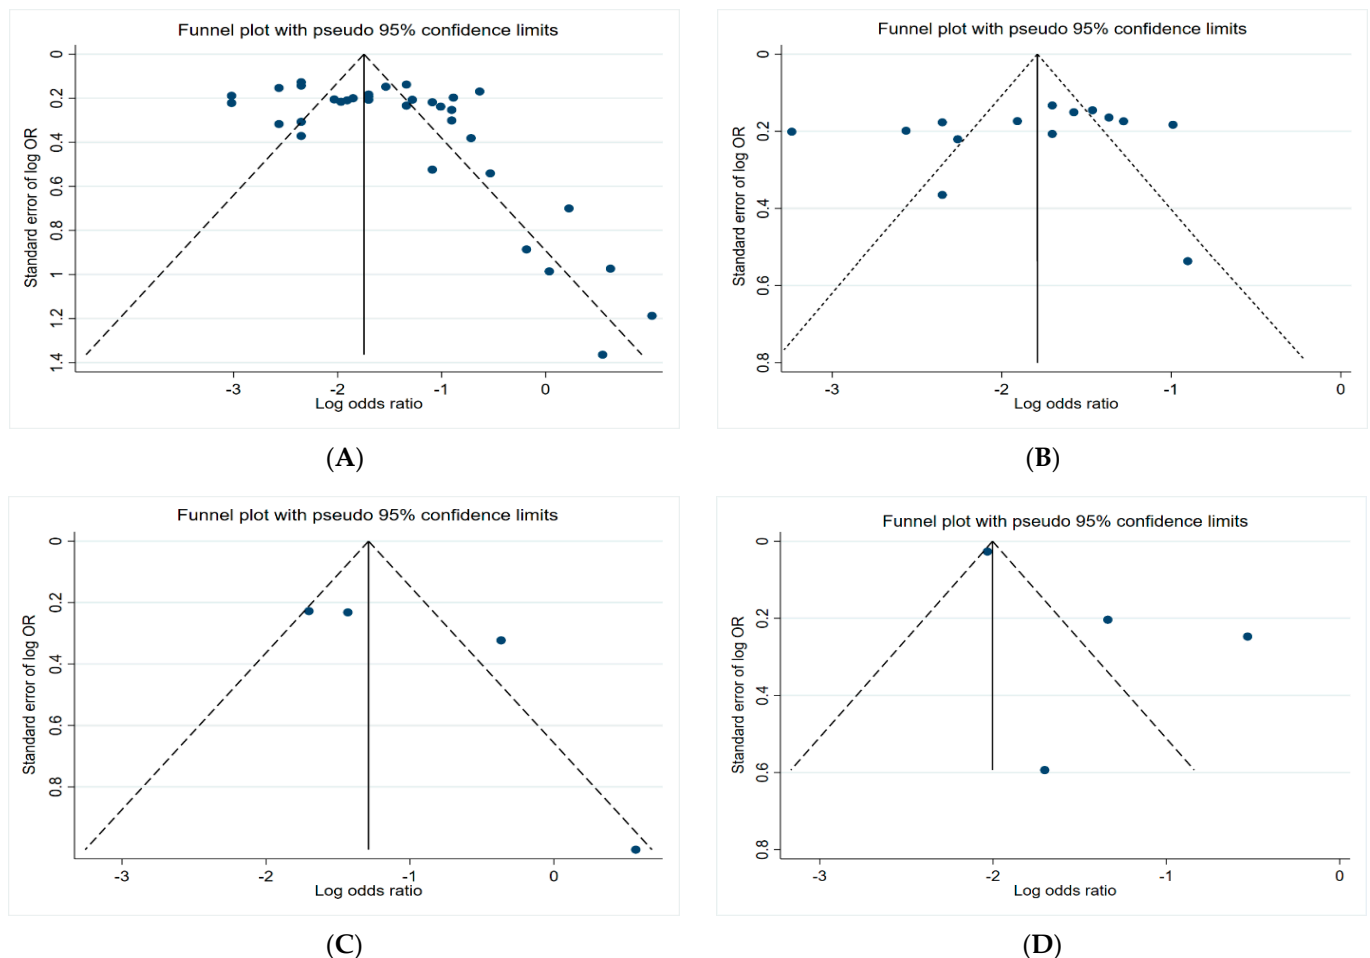 Funnel plot with pseudo 95% confidence limits
Standard error of log OR
0
0.2
0.4
0.6
0.8
1
1.2
1.4
-3 -2 -1 0
Log odds ratio
(A)
Funnel plot with pseudo 95% confidence limits
Standard error of log OR
0
0.2
0.4
0.6
0.8
-3 -2 -1 0
Log odds ratio
(B)
Funnel plot with pseudo 95% confidence limits
Standard error of log OR
0
0.2
0.4
0.6
0.8
-3 -2 -1 0
Log odds ratio
(C)
Funnel plot with pseudo 95% confidence limits
Standard error of log OR
0
0.2
0.4
0.6
0.8
-3 -2 -1 0
Log odds ratio
(D)